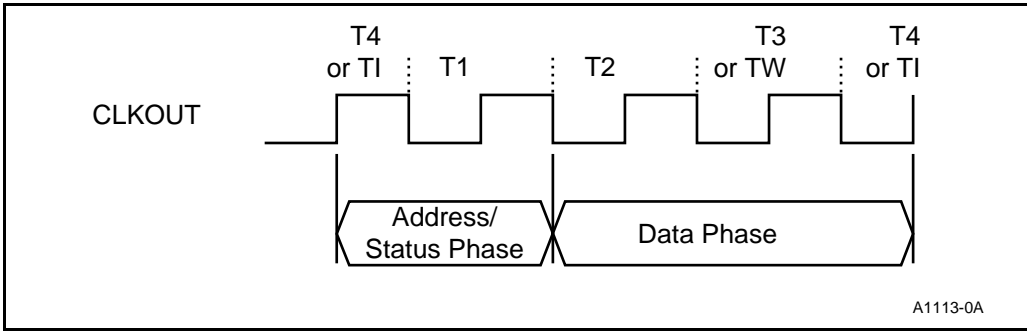 T4
or TI
T1
T2
T3
or TW
T4
or TI
CLKOUT
Address/
Status Phase
Data Phase
A1113-0A